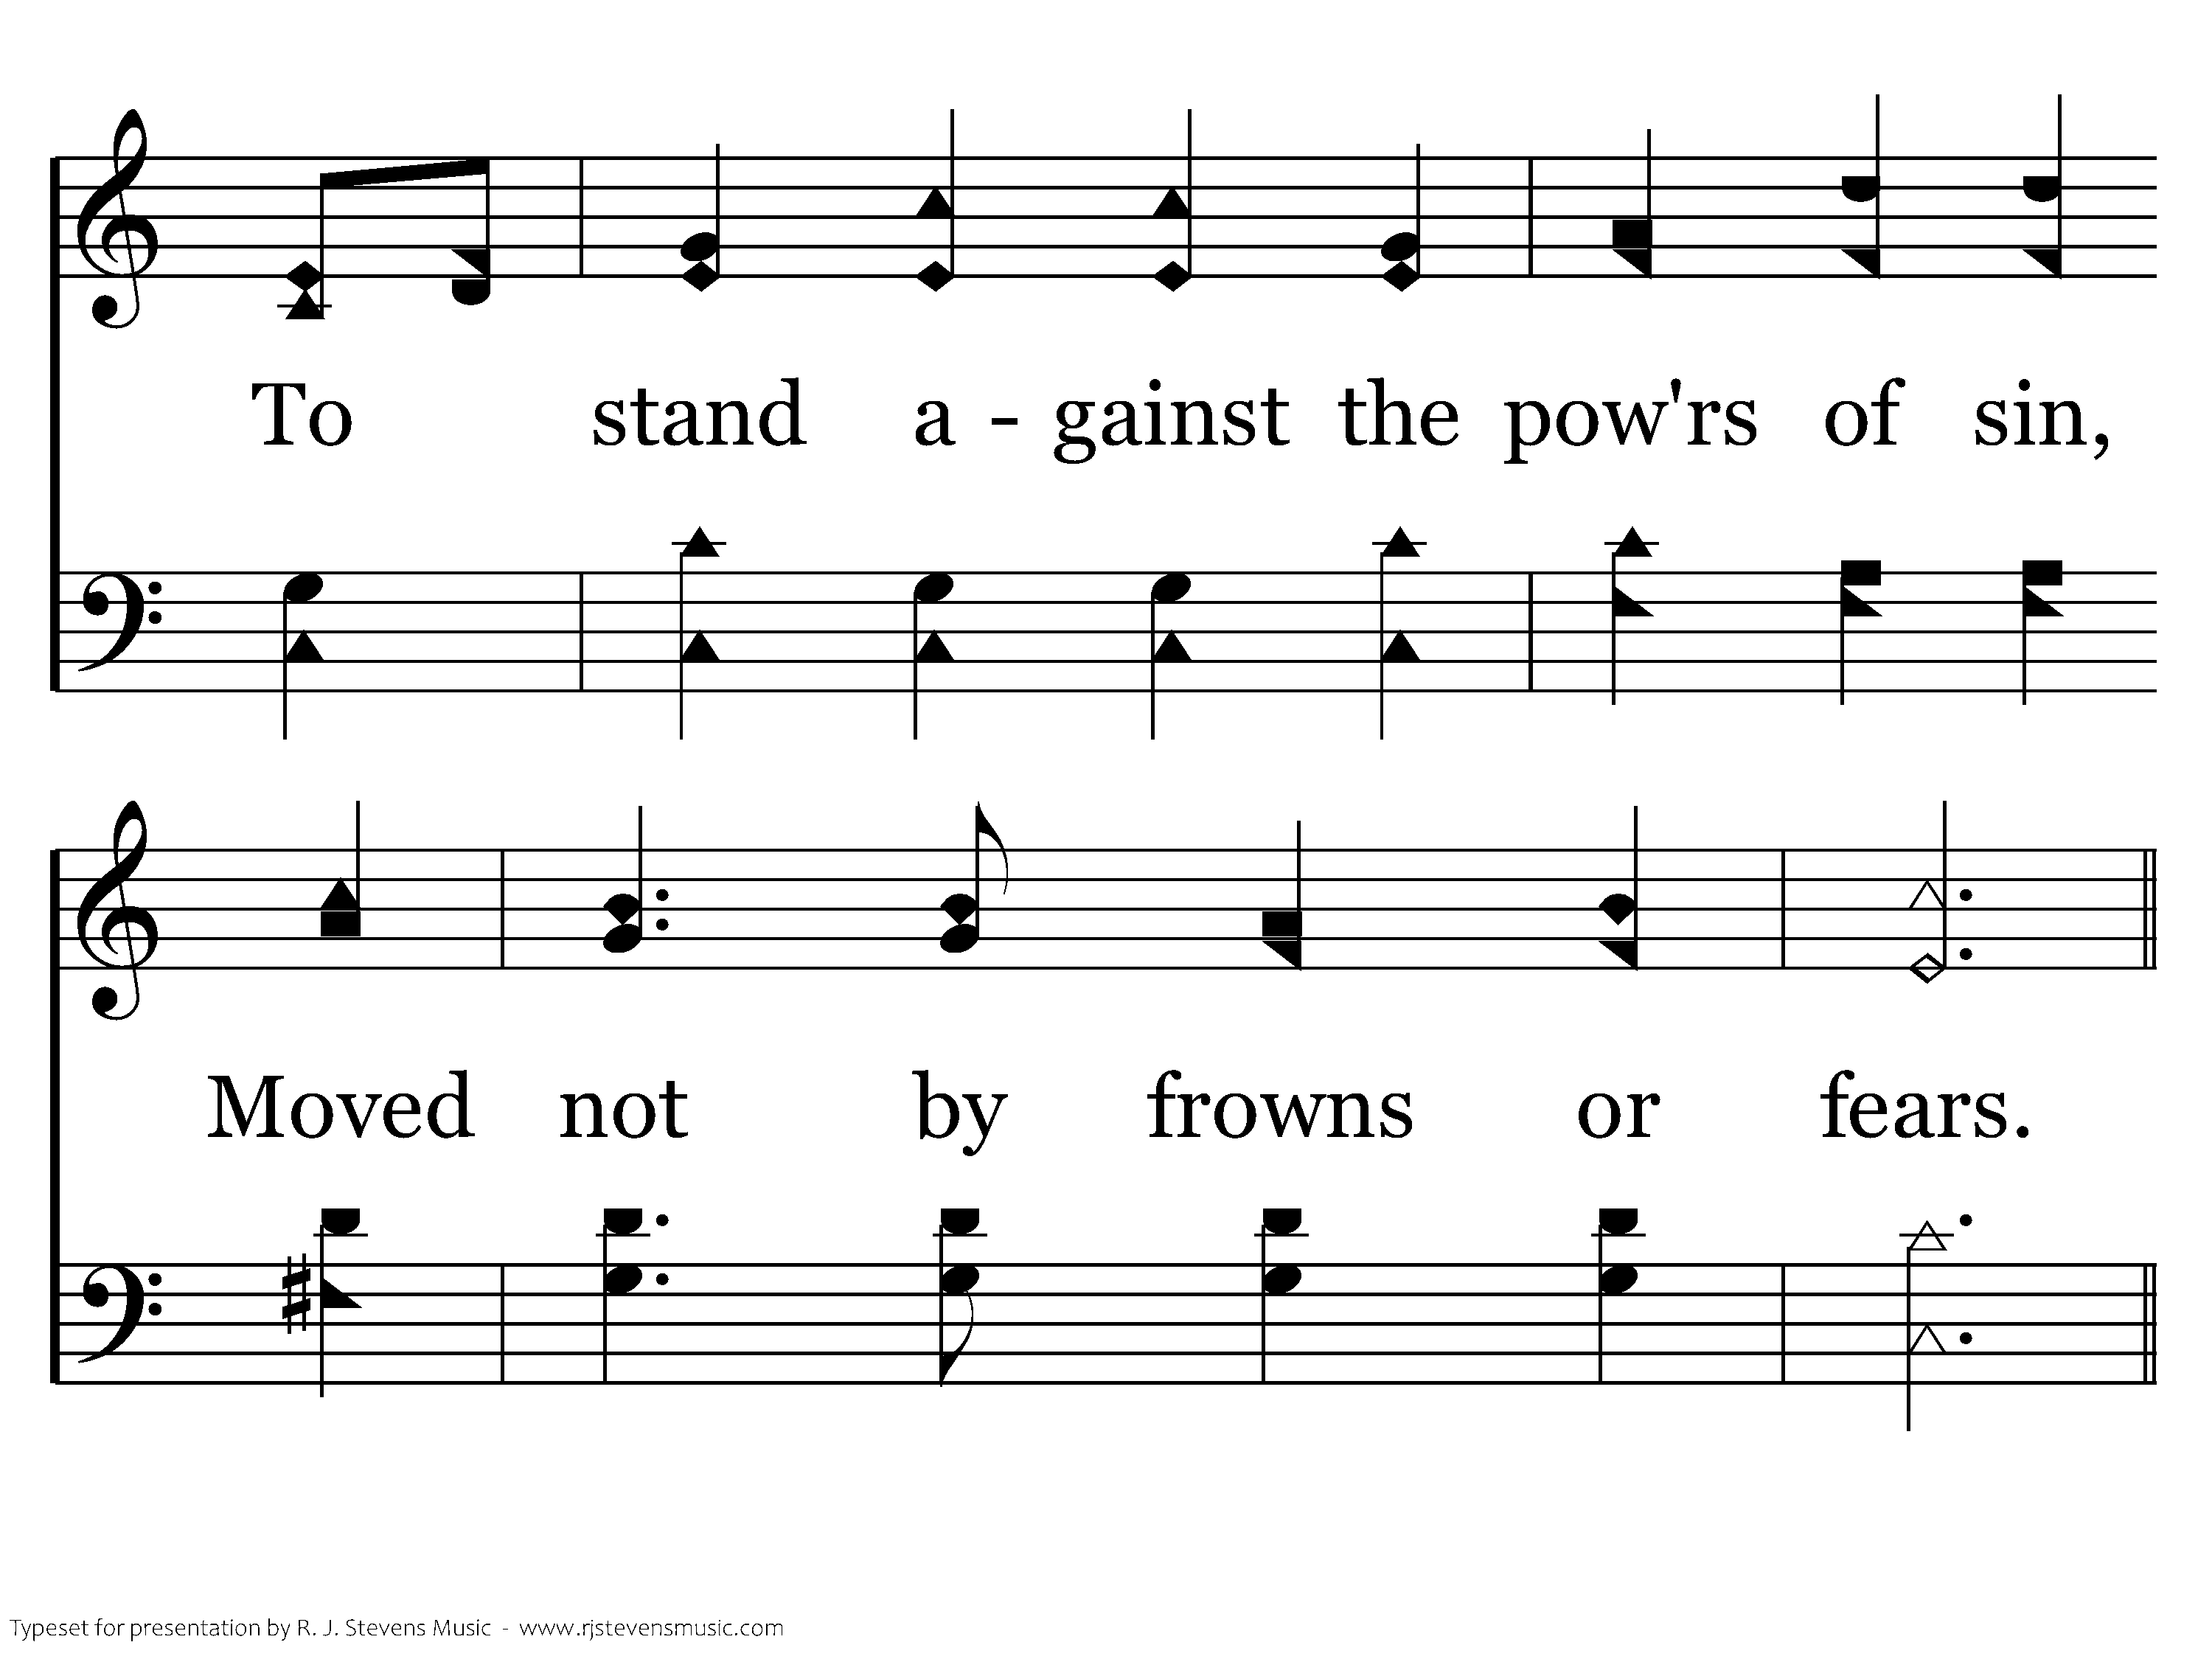 To stand a - gainst the pow'rs of sin,
Moved not by frowns or fears.
Typeset for presentation by R. J. Stevens Music - www.rjstevensmusic.com